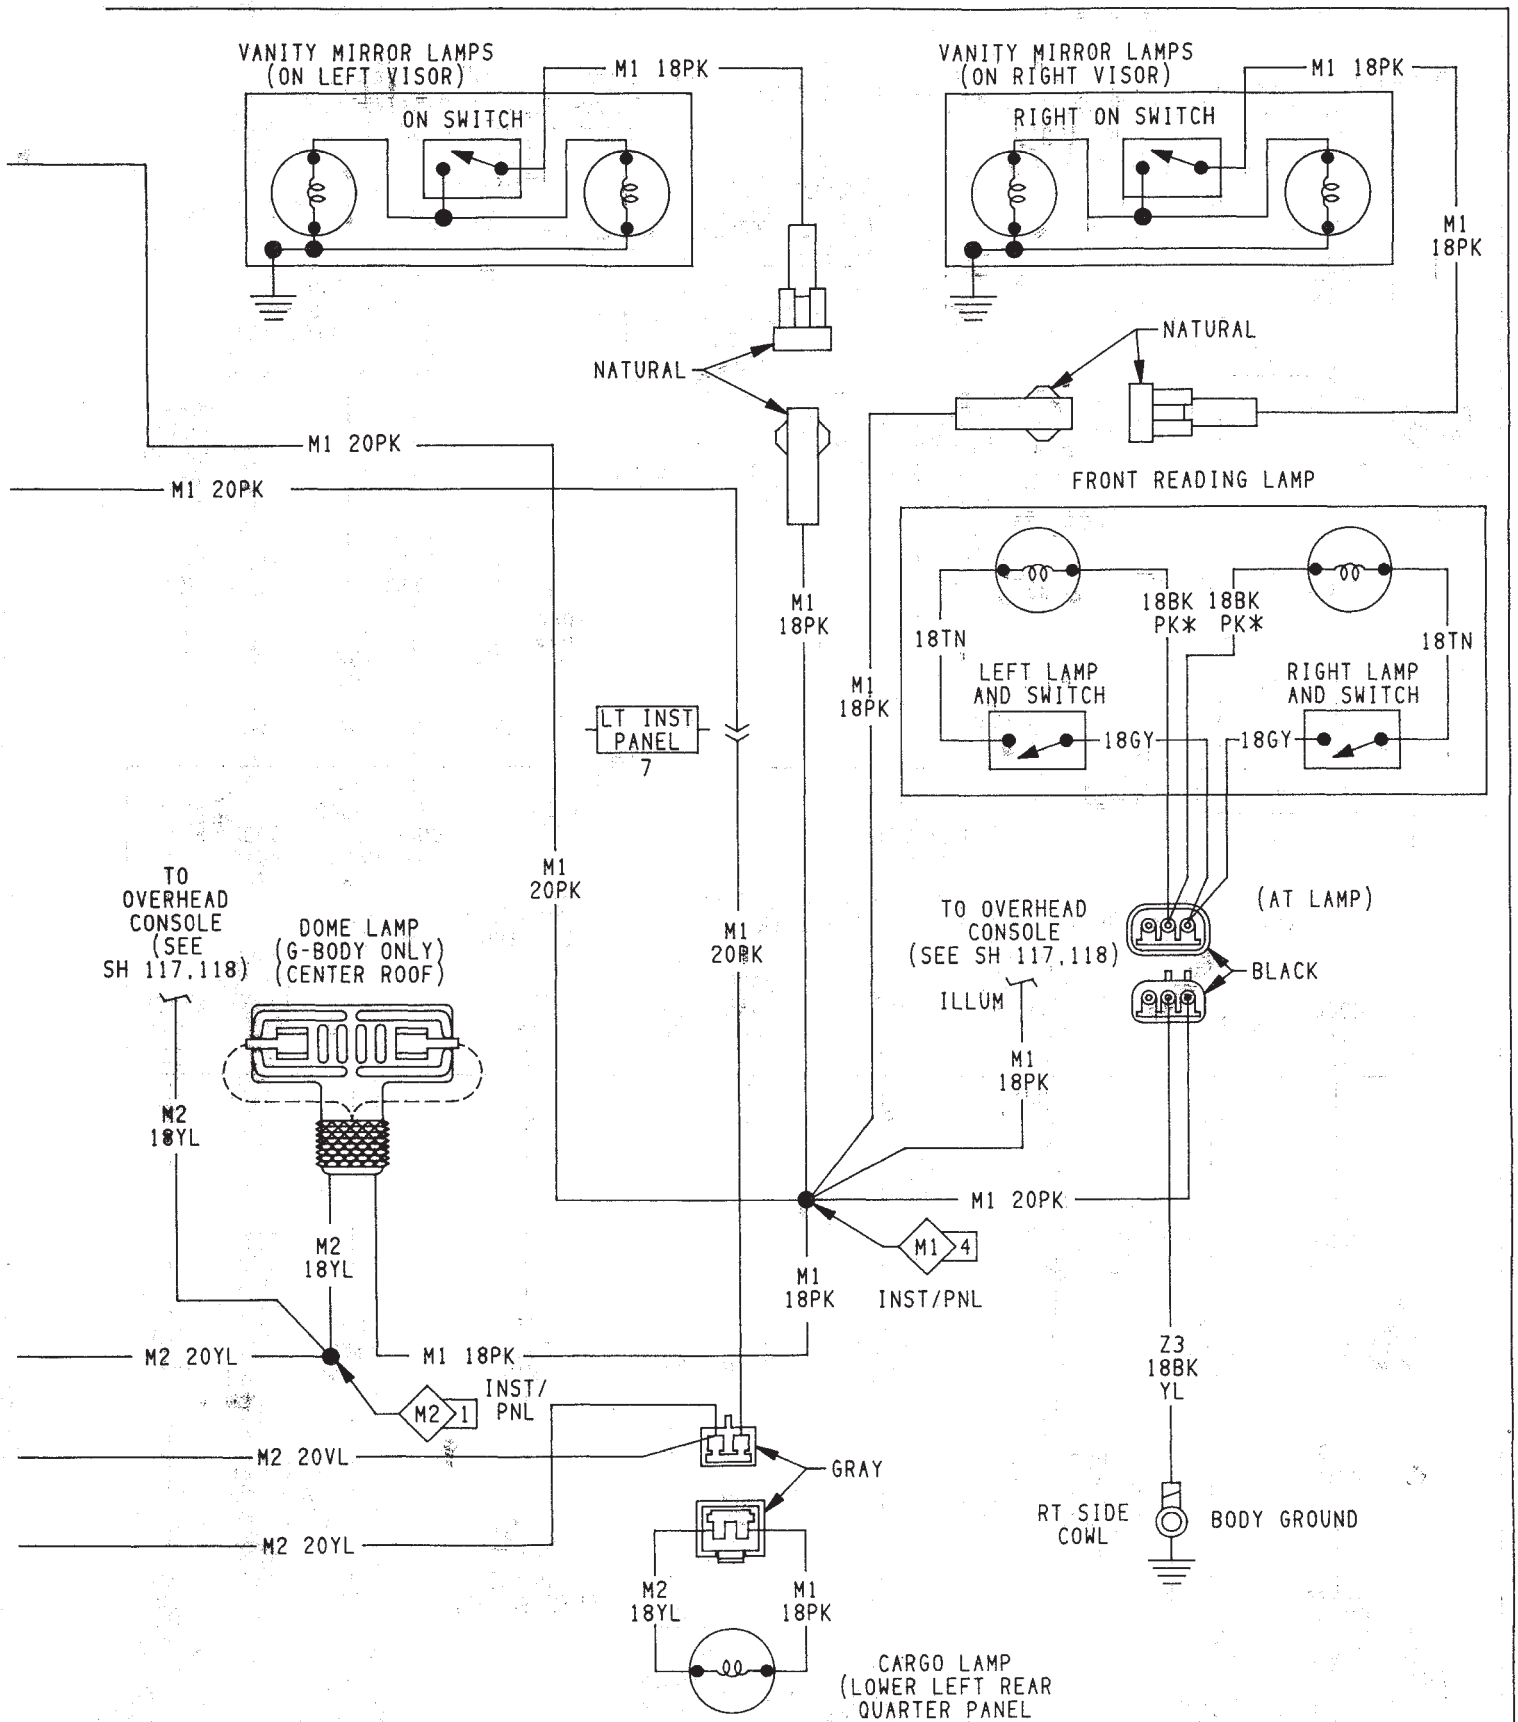 VANITY MIRROR LAMPS
(ON LEFT VISOR)
M1 18PK
ON SWITCH
VANITY MIRROR LAMPS
(ON RIGHT VISOR)
M1 18PK
RIGHT ON SWITCH
M1
18PK
NATURAL
NATURAL
M1 20PK
M1 20PK
FRONT READING LAMP
M1
18PK
18BK
PK*
18BK
PK*
18TN
18TN
LEFT LAMP
AND SWITCH
RIGHT LAMP
AND SWITCH
M1
18PK
LT INST
PANEL
7
18GY
18GY
M1
20PK
TO
OVERHEAD
CONSOLE
(SEE
SH 117,118)
DOME LAMP
(G-BODY ONLY)
(CENTER ROOF)
M1
20PK
TO OVERHEAD
CONSOLE
(SEE SH 117,118)
(AT LAMP)
BLACK
ILLUM
M1
18PK
M2
18YL
M1 20PK
M2
18YL
M1 4
INST/PNL
M1
18PK
M2 20YL
M1 18PK
Z3
18BK
YL
INST/
PNL
M2 1
M2 20VL
GRAY
RT SIDE
COWL
BODY GROUND
M2 20YL
M2
18YL
M1
18PK
CARGO LAMP
(LOWER LEFT REAR
QUARTER PANEL